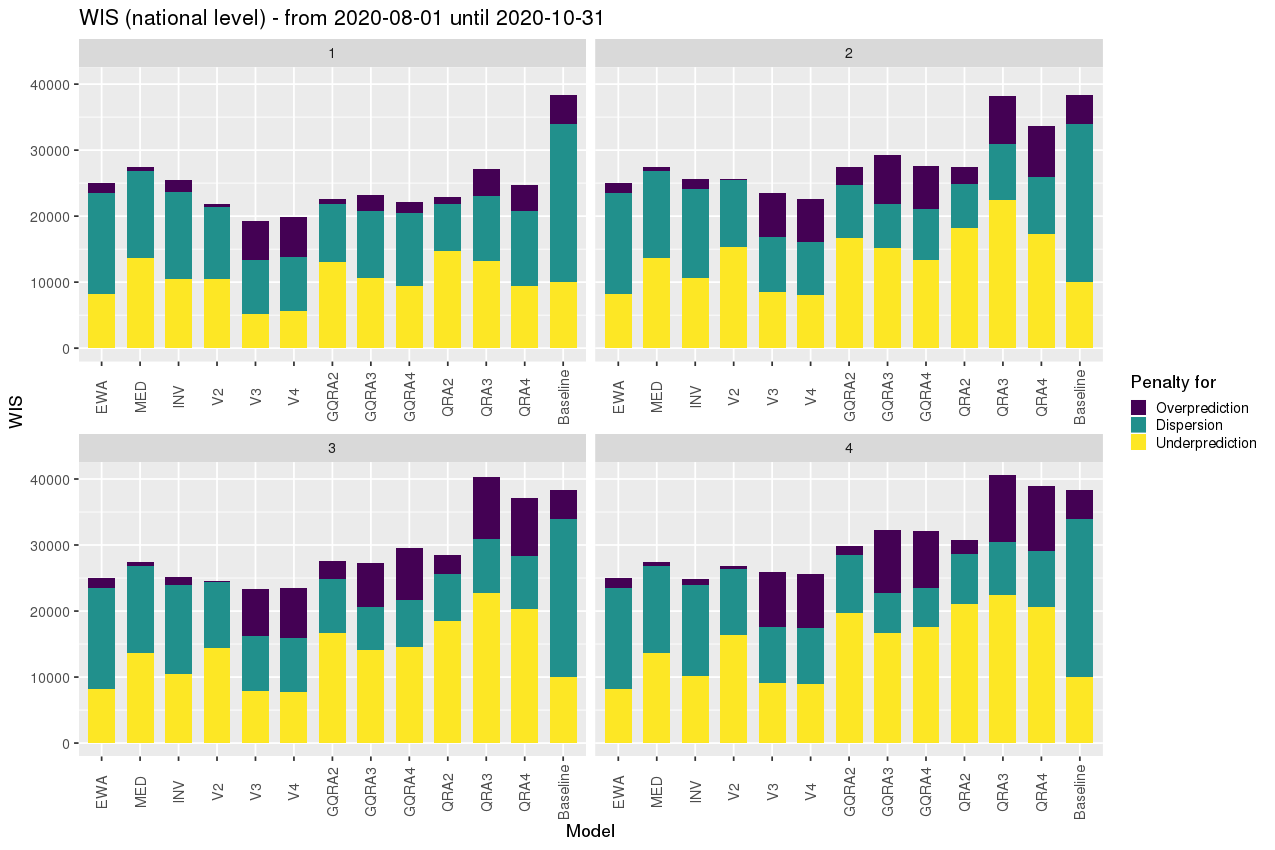 WIS (national level) - from 2020-08-01 until 2020-10-31
1
2
40000
30000
20000
10000
0
EWA
MED
INV
V2
V3
V4
GQRA2
GQRA3
GQRA4
QRA2
QRA3
QRA4
Baseline
EWA
MED
INV
V2
V3
V4
GQRA2
GQRA3
GQRA4
QRA2
QRA3
QRA4
Baseline
WIS
3
4
40000
30000
20000
10000
0
EWA
MED
INV
V2
V3
V4
GQRA2
GQRA3
GQRA4
QRA2
QRA3
QRA4
Baseline
EWA
MED
INV
V2
V3
V4
GQRA2
GQRA3
GQRA4
QRA2
QRA3
QRA4
Baseline
Model
Penalty for
Overprediction
Dispersion
Underprediction